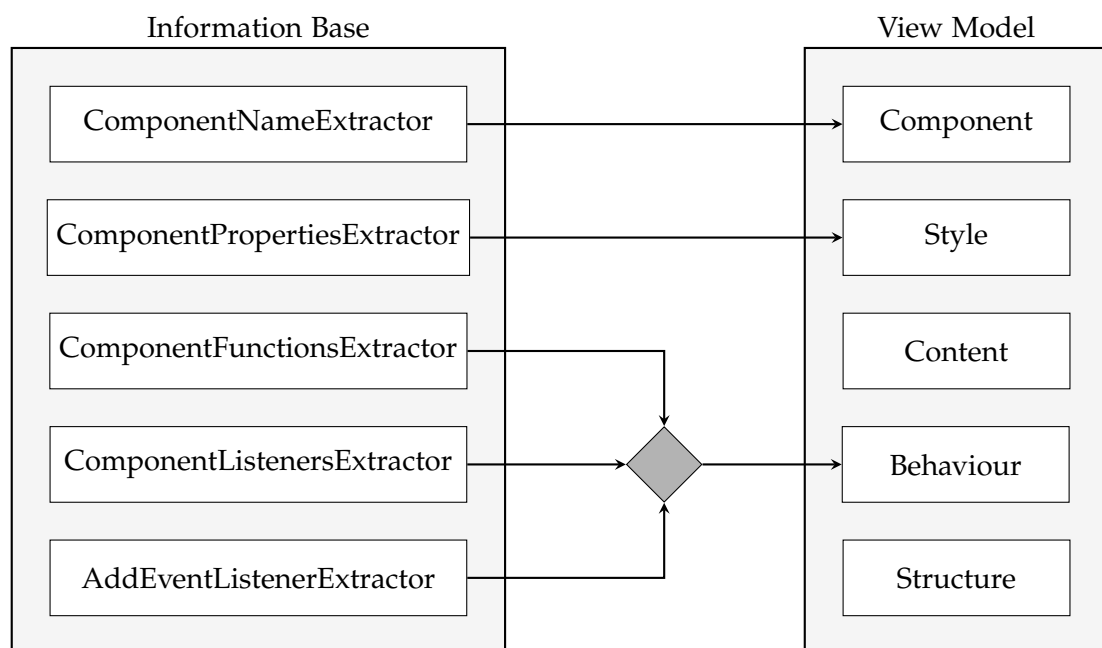 Information Base
View Model
ComponentNameExtractor
Component
ComponentPropertiesExtractor
Style
ComponentFunctionsExtractor
Content
ComponentListenersExtractor
Behaviour
AddEventListenerExtractor
Structure